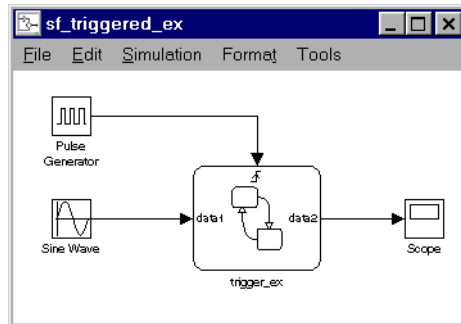 sf_triggered_ex
File Edit Simulation Format Tools
Pulse
Generator
data1
data2
Sine Wave
Scope
trigger_ex